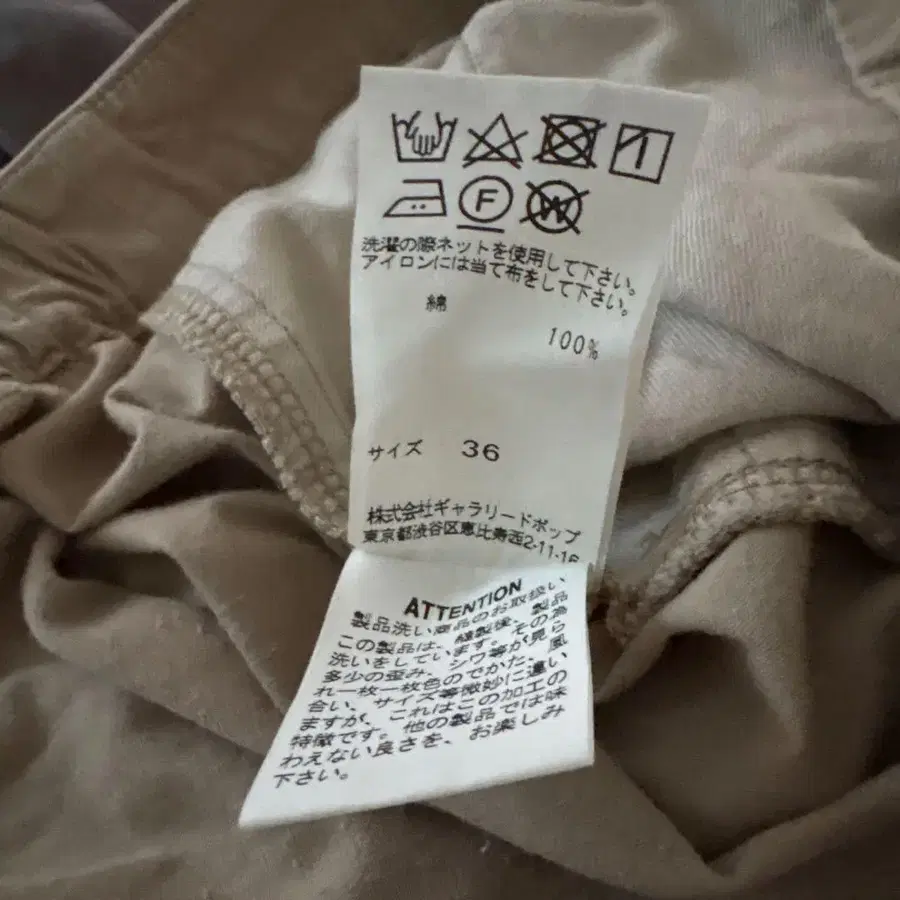 F
W
洗濯の際ネットを使用して下さい。
アイロンには当て布をして下さい。
綿
100%
サイズ 36
株式会社ギャラリードポップ
東京都渋谷区恵比寿西2-11-16
ATTENTION
製品洗い商品のお取扱い
この製品は、縫製後、製品
洗いをしています。その為
多少の歪み、シワ等が見ら
れ一枚一枚色のでかた、風
合い、サイズ等微妙に違い
ますが、これはこの加工の
特徴です。他の製品では味
わえない良さを、お楽しみ
下さい。